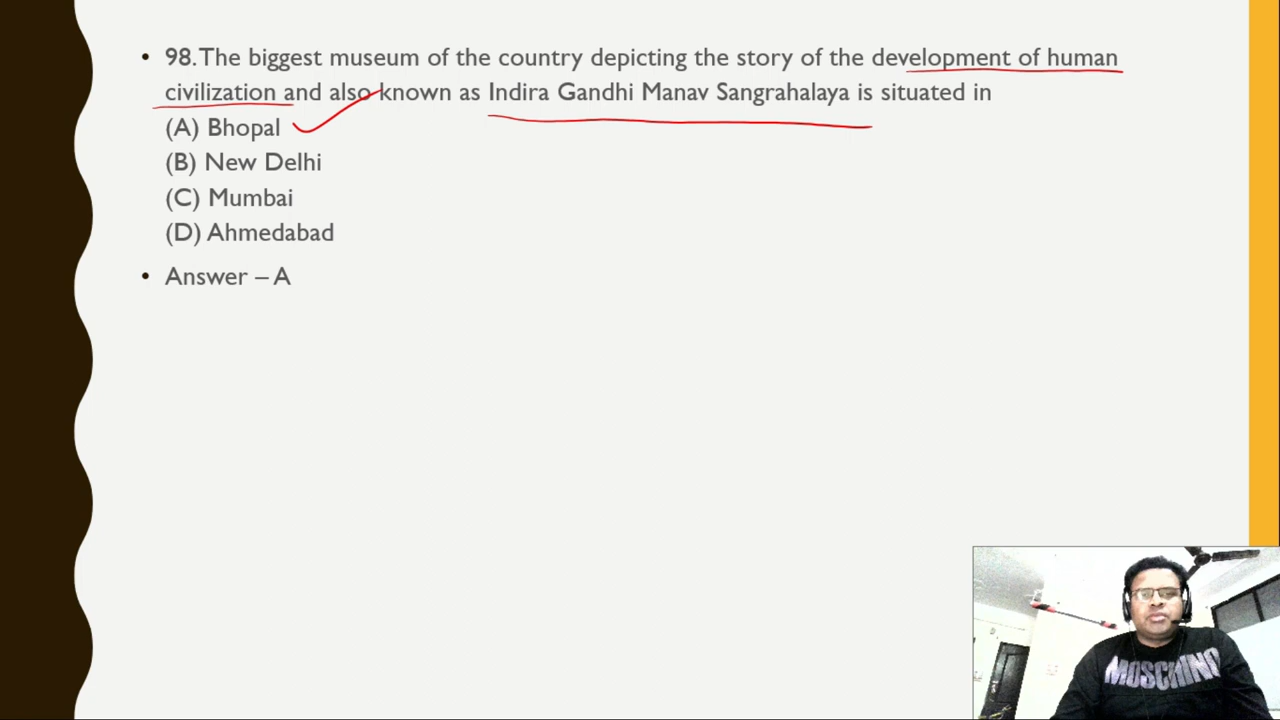 • 98.The biggest museum of the country depicting the story of the development of human
civilization and also known as Indira Gandhi Manav Sangrahalaya is situated in
(A) Bhopal
(B) New Delhi
(C) Mumbai
(D) Ahmedabad
• Answer – A
MOSCHINO